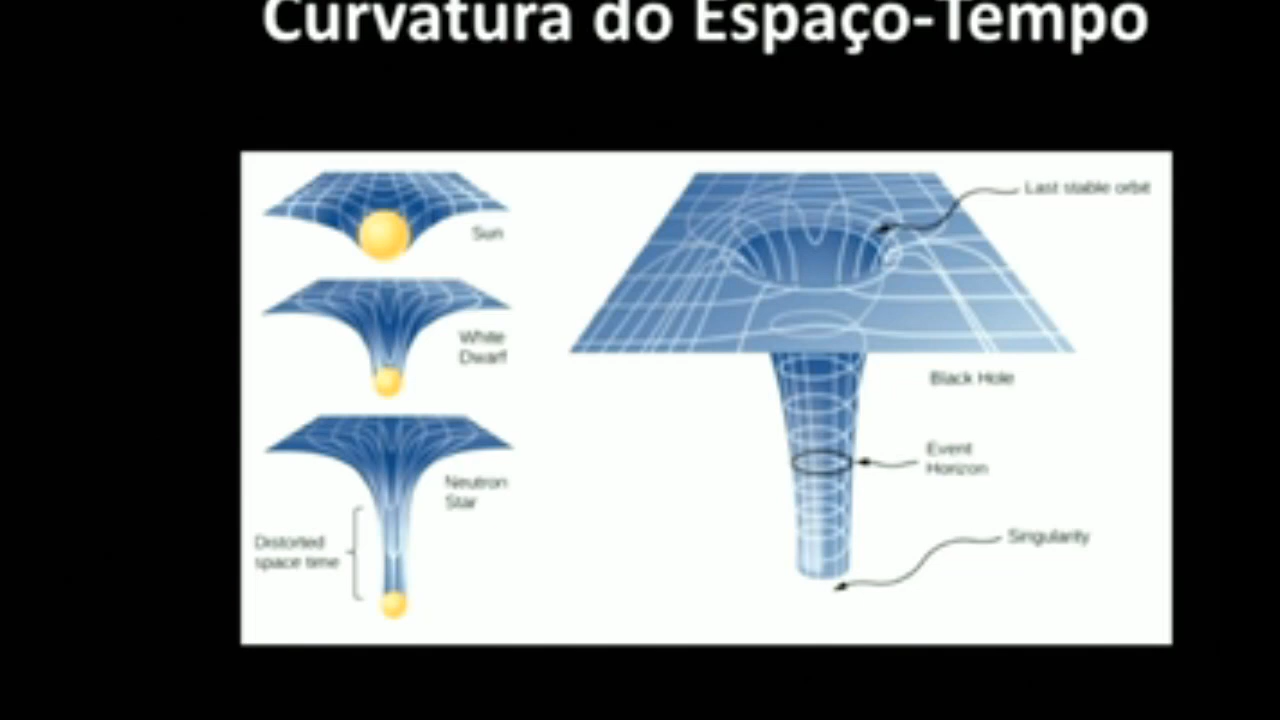 Curvatura do Espaço-Tempo
Sun
White
Dwarf
Neutron
Star
Distorted
space time
Last stable orbit
Black Hole
Event
Horizon
Singularity